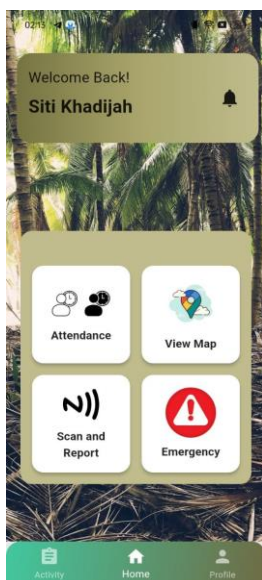 02:15
Welcome Back!
Siti Khadijah
Attendance
View Map
Scan and
Report
Emergency
Activity
Home
Profile